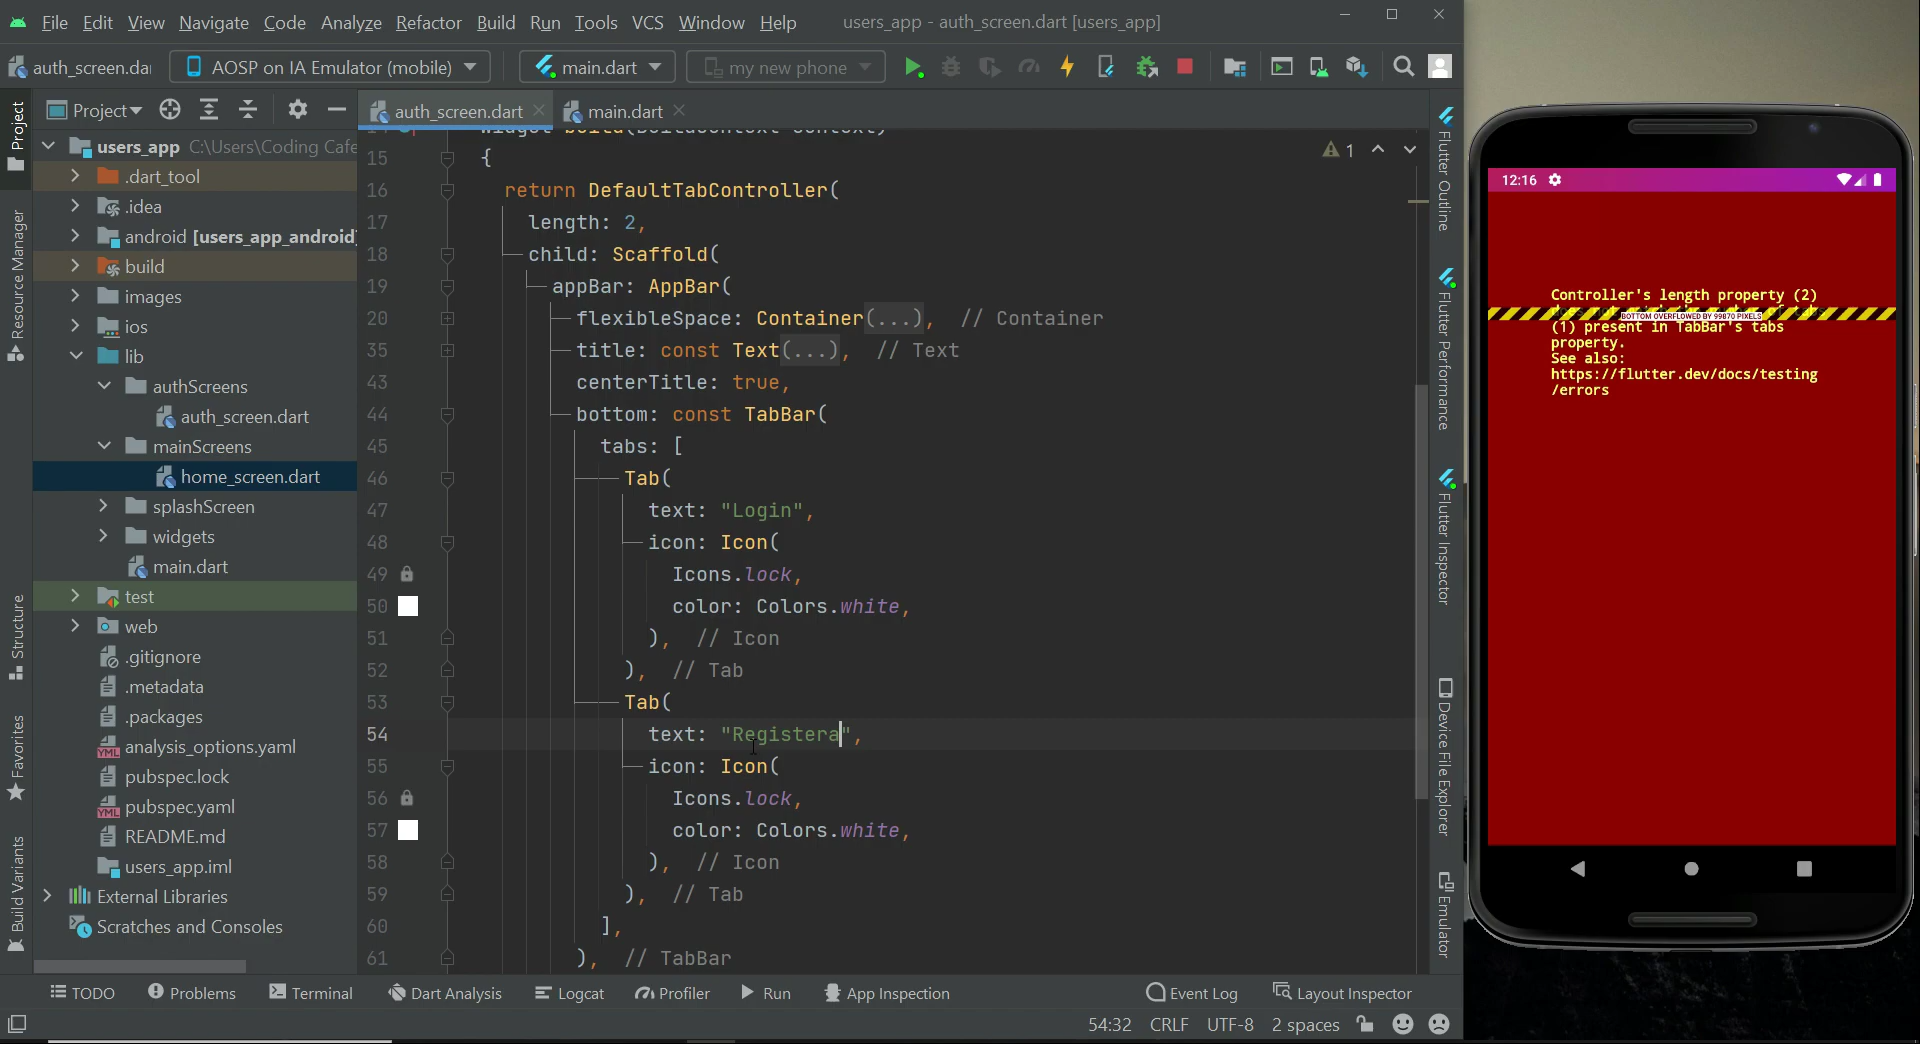 File Edit View Navigate Code Analyze Refactor Build Run Tools VCS Window Help users_app - auth_screen.dart [users_app]
auth_screen.da AOSP on IA Emulator (mobile) main.dart my new phone
Project
auth_screen.dart main.dart
users_app C:\Users\Coding Cafe
.dart_tool
.idea
android [users_app_android]
build
images
ios
lib
authScreens
auth_screen.dart
mainScreens
home_screen.dart
splashScreen
widgets
main.dart
test
web
.gitignore
.metadata
.packages
analysis_options.yaml
pubspec.lock
pubspec.yaml
README.md
users_app.iml
External Libraries
Scratches and Consoles
Project
Resource Manager
Structure
Favorites
Build Variants
1
15 {
16 return DefaultTabController(
17 length: 2,
18 child: Scaffold(
19 appBar: AppBar(
20 flexibleSpace: Container(...), // Container
35 title: const Text(...), // Text
43 centerTitle: true,
44 bottom: const TabBar(
45 tabs: [
46 Tab(
47 text: "Login",
48 icon: Icon(
49 Icons.lock,
50 color: Colors.white,
51 ), // Icon
52 ), // Tab
53 Tab(
54 text: "Registera",
55 icon: Icon(
56 Icons.lock,
57 color: Colors.white,
58 ), // Icon
59 ), // Tab
60 ],
61 ), // TabBar
Flutter Outline
Flutter Performance
Flutter Inspector
Device File Explorer
Emulator
TODO Problems Terminal Dart Analysis Logcat Profiler Run App Inspection Event Log Layout Inspector
54:32 CRLF UTF-8 2 spaces
12:16
Controller's length property (2)
BOTTOM OVERFLOWED BY 99870 PIXELS
(1) present in TabBar's tabs
property.
See also:
https://flutter.dev/docs/testing
/errors